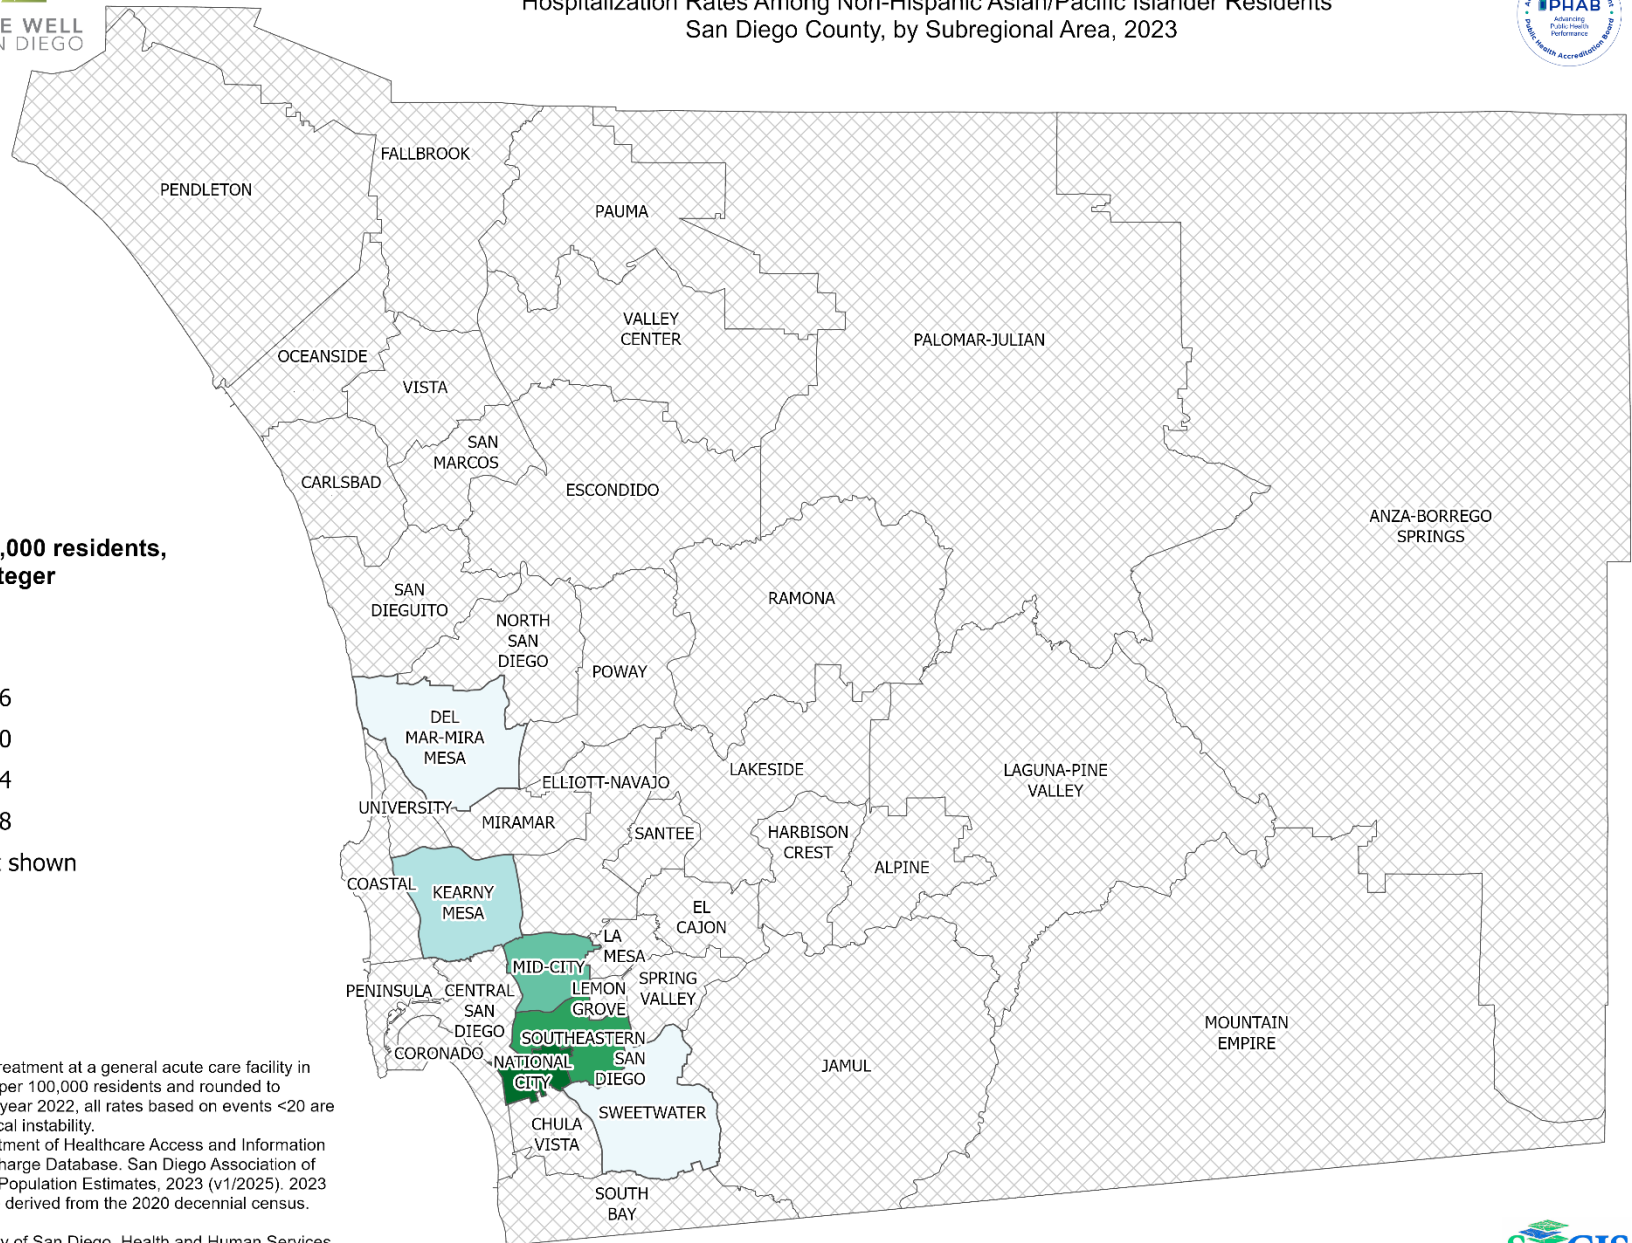 E WELL
N DIEGO
Hospitalization Rates Among Non-Hispanic Asian/Pacific Islander Residents
San Diego County, by Subregional Area, 2023
PHAB
Advancing
Public Health
Performance
Public Health Accreditation Board
FALLBROOK
PENDLETON
PAUMA
VALLEY
CENTER
PALOMAR-JULIAN
OCEANSIDE
VISTA
SAN
MARCOS
CARLSBAD
ESCONDIDO
ANZA-BORREGO
SPRINGS
,000 residents,
teger
SAN
DIEGUITO
RAMONA
NORTH
SAN
DIEGO
POWAY
6
0
4
8
t shown
DEL
MAR-MIRA
MESA
ELLIOTT-NAVAJO
LAKESIDE
LAGUNA-PINE
VALLEY
UNIVERSITY
MIRAMAR
SANTEE
HARBISON
CREST
ALPINE
COASTAL
KEARNY
MESA
EL
CAJON
LA
MESA
MID-CITY
SPRING
VALLEY
PENINSULA
CENTRAL
SAN
DIEGO
LEMON
GROVE
MOUNTAIN
EMPIRE
SOUTHEASTERN
SAN
DIEGO
CORONADO
NATIONAL
CITY
JAMUL
SWEETWATER
CHULA
VISTA
SOUTH
BAY
reatment at a general acute care facility in
per 100,000 residents and rounded to
year 2022, all rates based on events <20 are
cal instability.
tment of Healthcare Access and Information
harge Database. San Diego Association of
Population Estimates, 2023 (v1/2025). 2023
derived from the 2020 decennial census.
y of San Diego, Health and Human Services